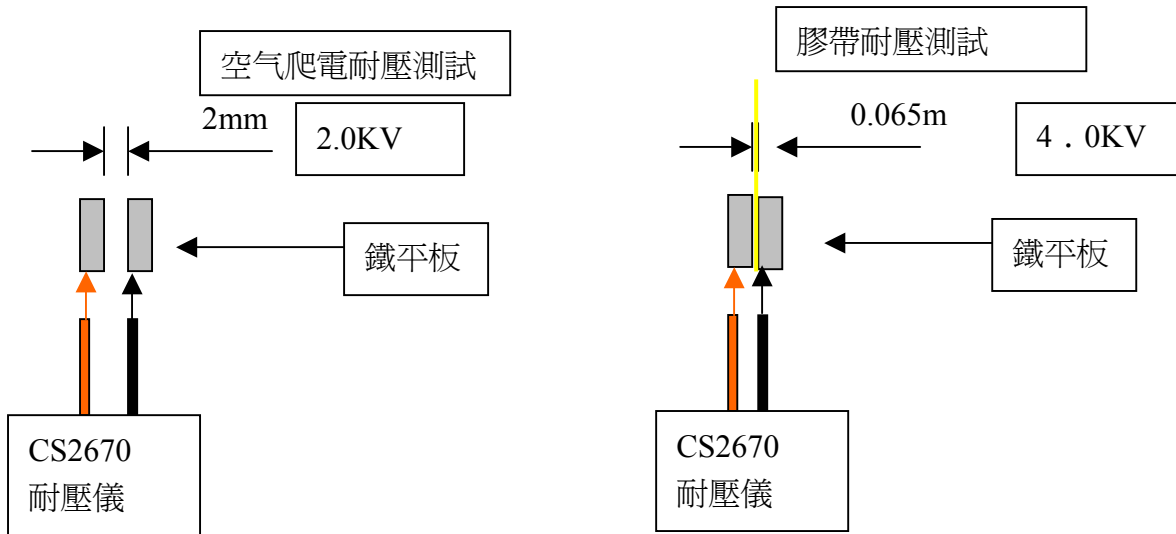 空气爬電耐壓測試
2mm
2.0KV
鐵平板
CS2670
耐壓儀
膠帶耐壓測試
0.065m
4．0KV
鐵平板
CS2670
耐壓儀